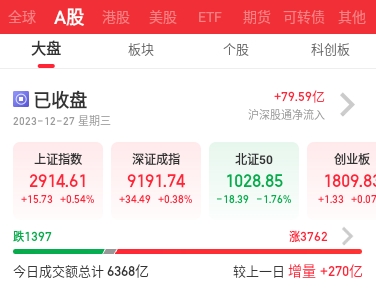 全球 A股 港股 美股 ETF 期货 可转债 其他
大盘 板块 个股 科创板
已收盘 +79.59亿
2023-12-27 星期三 沪深股通净流入
上证指数 深证成指 北证50 创业板
2914.61 9191.74 1028.85 1809.8
+15.73 +0.54% +34.49 +0.38% -18.39 -1.76% +1.33 +0.07
跌1397 涨3762
今日成交额总计 6368亿 较上一日 增量 +270亿